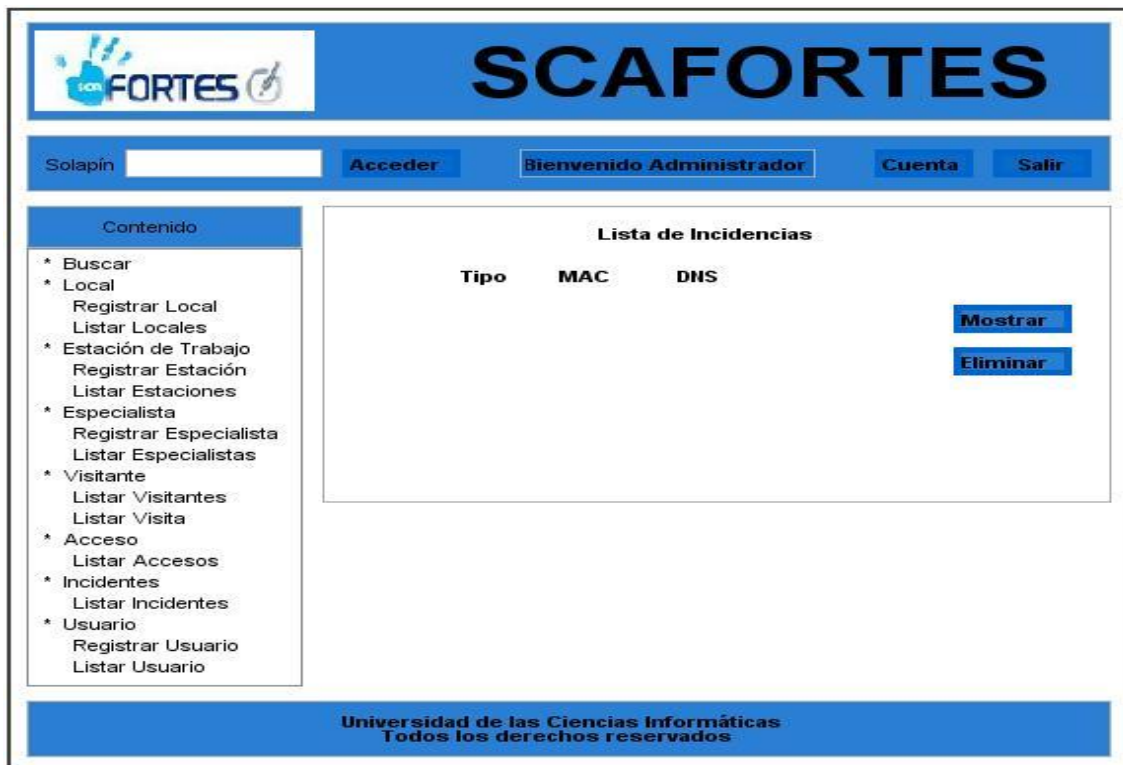 SCA
FORTES
SCAFORTES
Solapín Acceder Bienvenido Administrador Cuenta Salir
Contenido
* Buscar
* Local
Registrar Local
Listar Locales
* Estación de Trabajo
Registrar Estación
Listar Estaciones
* Especialista
Registrar Especialista
Listar Especialistas
* Visitante
Listar Visitantes
Listar Visita
* Acceso
Listar Accesos
* Incidentes
Listar Incidentes
* Usuario
Registrar Usuario
Listar Usuario
Lista de Incidencias
Tipo MAC DNS
Mostrar
Eliminar
Universidad de las Ciencias Informáticas
Todos los derechos reservados